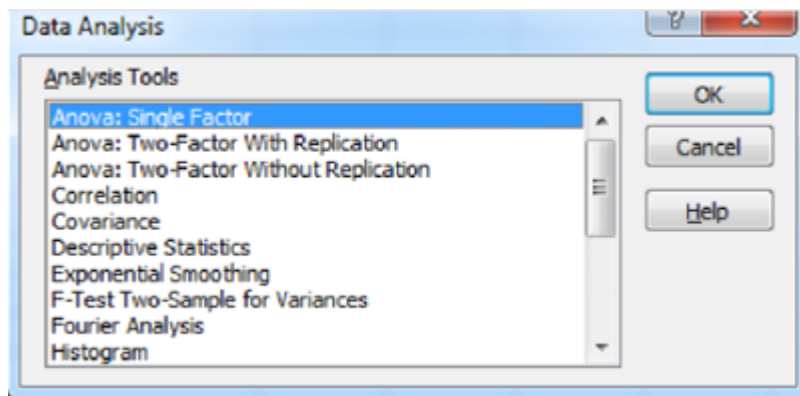 Data Analysis
Analysis Tools
Anova: Single Factor
Anova: Two-Factor With Replication
Anova: Two-Factor Without Replication
Correlation
Covariance
Descriptive Statistics
Exponential Smoothing
F-Test Two-Sample for Variances
Fourier Analysis
Histogram
OK
Cancel
Help